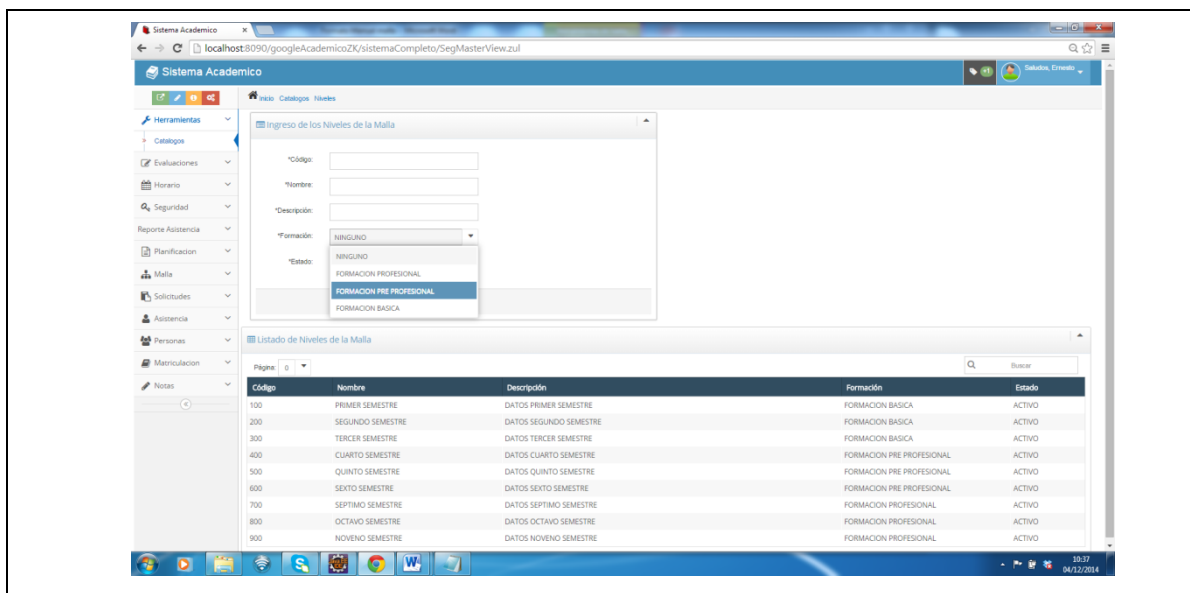 Sistema Academico
localhost:8090/googleAcademicoZK/sistemaCompleto/SegMasterView.zul
Sistema Academico
+1 Saludos, Ernesto
Inicio Catalogos Niveles
Herramientas
Catalogos
Evaluaciones
Horario
Seguridad
Reporte Asistencia
Planificacion
Malla
Solicitudes
Asistencia
Personas
Matriculacion
Notas
Ingreso de los Niveles de la Malla
*Código:
*Nombre:
*Descripción:
*Formación: NINGUNO
*Estado:
NINGUNO
FORMACION PROFESIONAL
FORMACION PRE PROFESIONAL
FORMACION BASICA
Listado de Niveles de la Malla
Página: 0 Buscar
Código Nombre Descripción Formación Estado
100 PRIMER SEMESTRE DATOS PRIMER SEMESTRE FORMACION BASICA ACTIVO
200 SEGUNDO SEMESTRE DATOS SEGUNDO SEMESTRE FORMACION BASICA ACTIVO
300 TERCER SEMESTRE DATOS TERCER SEMESTRE FORMACION BASICA ACTIVO
400 CUARTO SEMESTRE DATOS CUARTO SEMESTRE FORMACION PRE PROFESIONAL ACTIVO
500 QUINTO SEMESTRE DATOS QUINTO SEMESTRE FORMACION PRE PROFESIONAL ACTIVO
600 SEXTO SEMESTRE DATOS SEXTO SEMESTRE FORMACION PRE PROFESIONAL ACTIVO
700 SEPTIMO SEMESTRE DATOS SEPTIMO SEMESTRE FORMACION PROFESIONAL ACTIVO
800 OCTAVO SEMESTRE DATOS OCTAVO SEMESTRE FORMACION PROFESIONAL ACTIVO
900 NOVENO SEMESTRE DATOS NOVENO SEMESTRE FORMACION PROFESIONAL ACTIVO
10:37
04/12/2014